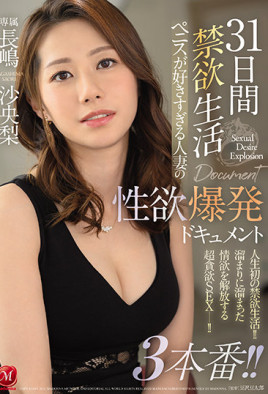 31日間
禁欲生活
ペニスが好きすぎる人妻の
性欲爆発
ドキュメント
Sexual
Desire
Explosion
Document
専属
長嶋
沙央梨
人生初の禁欲生活!!
溜まりに溜まった
情欲を解放する
超貪欲SEX―!!
3本番!!